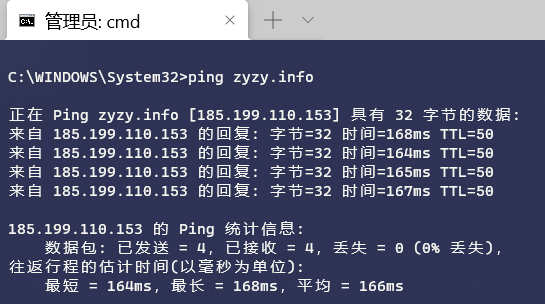 管理员: cmd
C:\WINDOWS\System32>ping zyzy.info
正在 Ping zyzy.info [185.199.110.153] 具有 32 字节的数据:
来自 185.199.110.153 的回复: 字节=32 时间=168ms TTL=50
来自 185.199.110.153 的回复: 字节=32 时间=164ms TTL=50
来自 185.199.110.153 的回复: 字节=32 时间=165ms TTL=50
来自 185.199.110.153 的回复: 字节=32 时间=167ms TTL=50
185.199.110.153 的 Ping 统计信息:
数据包: 已发送 = 4，已接收 = 4，丢失 = 0 (0% 丢失)，
往返行程的估计时间(以毫秒为单位):
最短 = 164ms，最长 = 168ms，平均 = 166ms